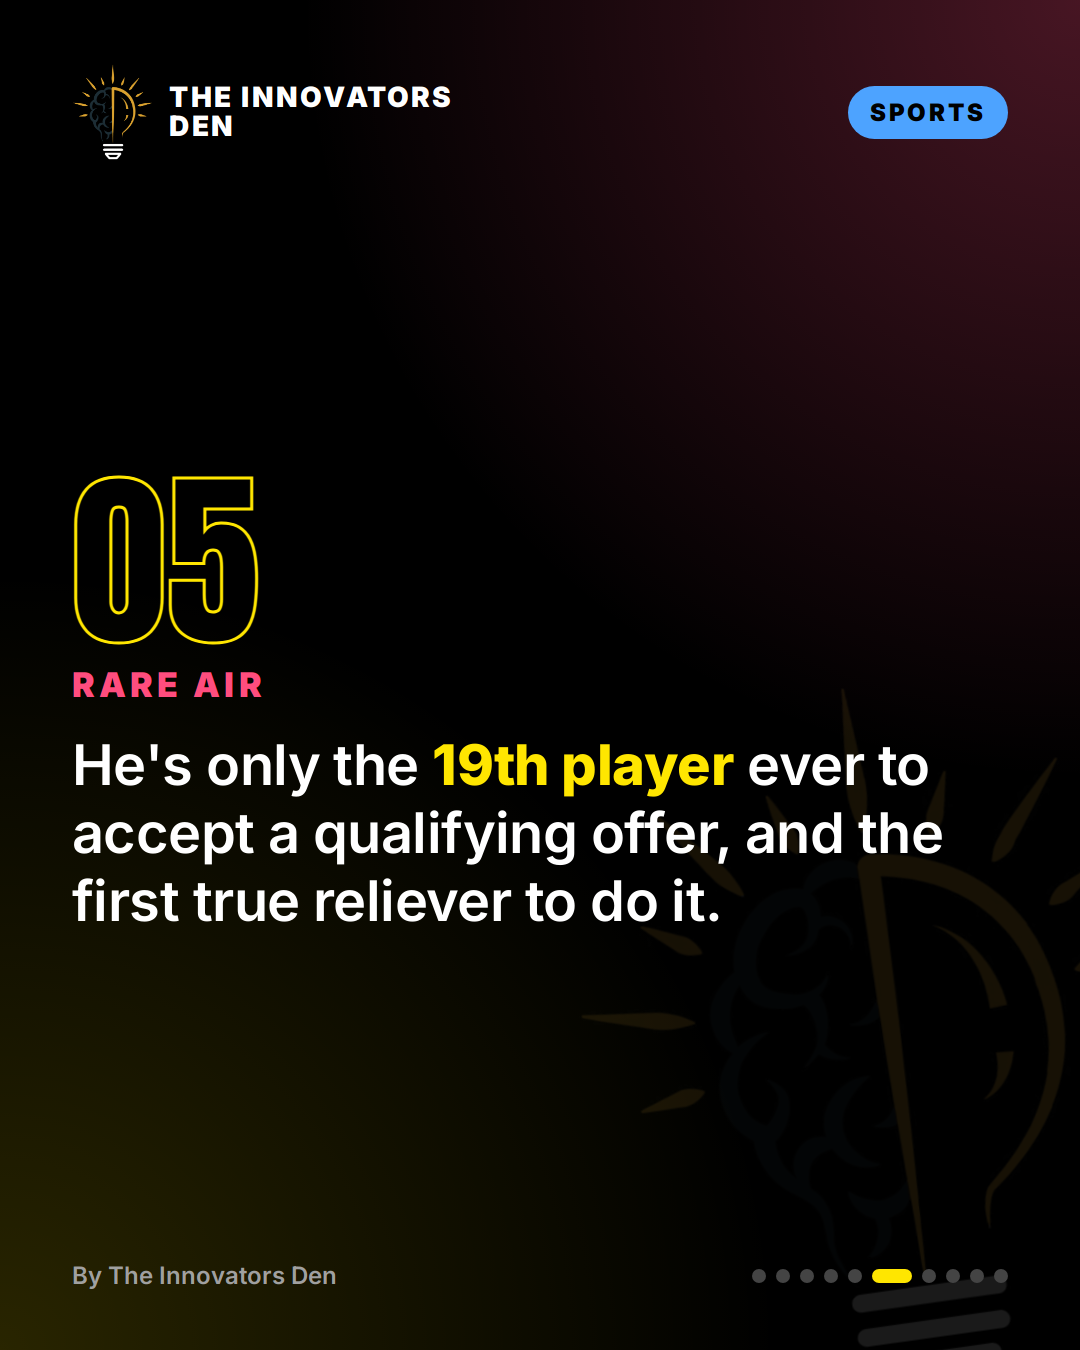 THE INNOVATORS
DEN
SPORTS
05
RARE AIR
He's only the 19th player ever to
accept a qualifying offer, and the
first true reliever to do it.
By The Innovators Den